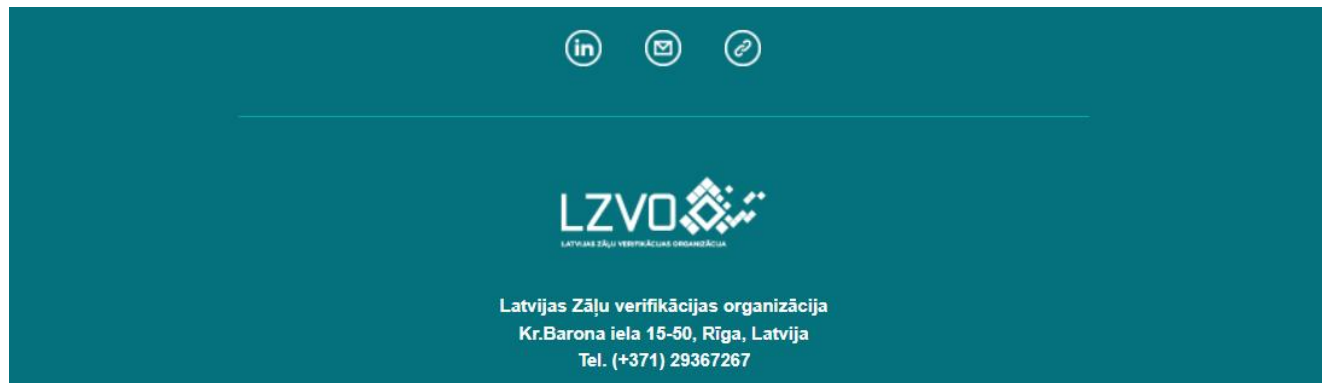 in
LZVO
LATVIJAS ZĀĻU VERIFIKĀCIJAS ORGANIZĀCIJA
Latvijas Zāļu verifikācijas organizācija
Kr.Barona iela 15-50, Rīga, Latvija
Tel. (+371) 29367267